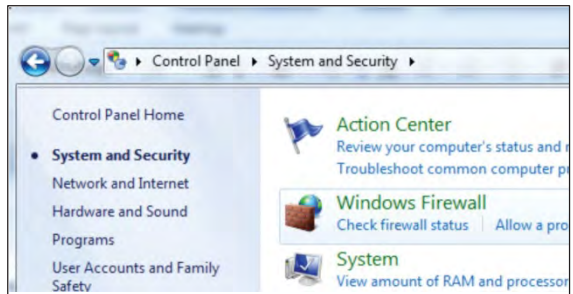 Control Panel ▸ System and Security ▸
Control Panel Home
• System and Security
Network and Internet
Hardware and Sound
Programs
User Accounts and Family
Safety
Action Center
Review your computer's status and
Troubleshoot common computer
Windows Firewall
Check firewall status | Allow a
System
View amount of RAM and processor